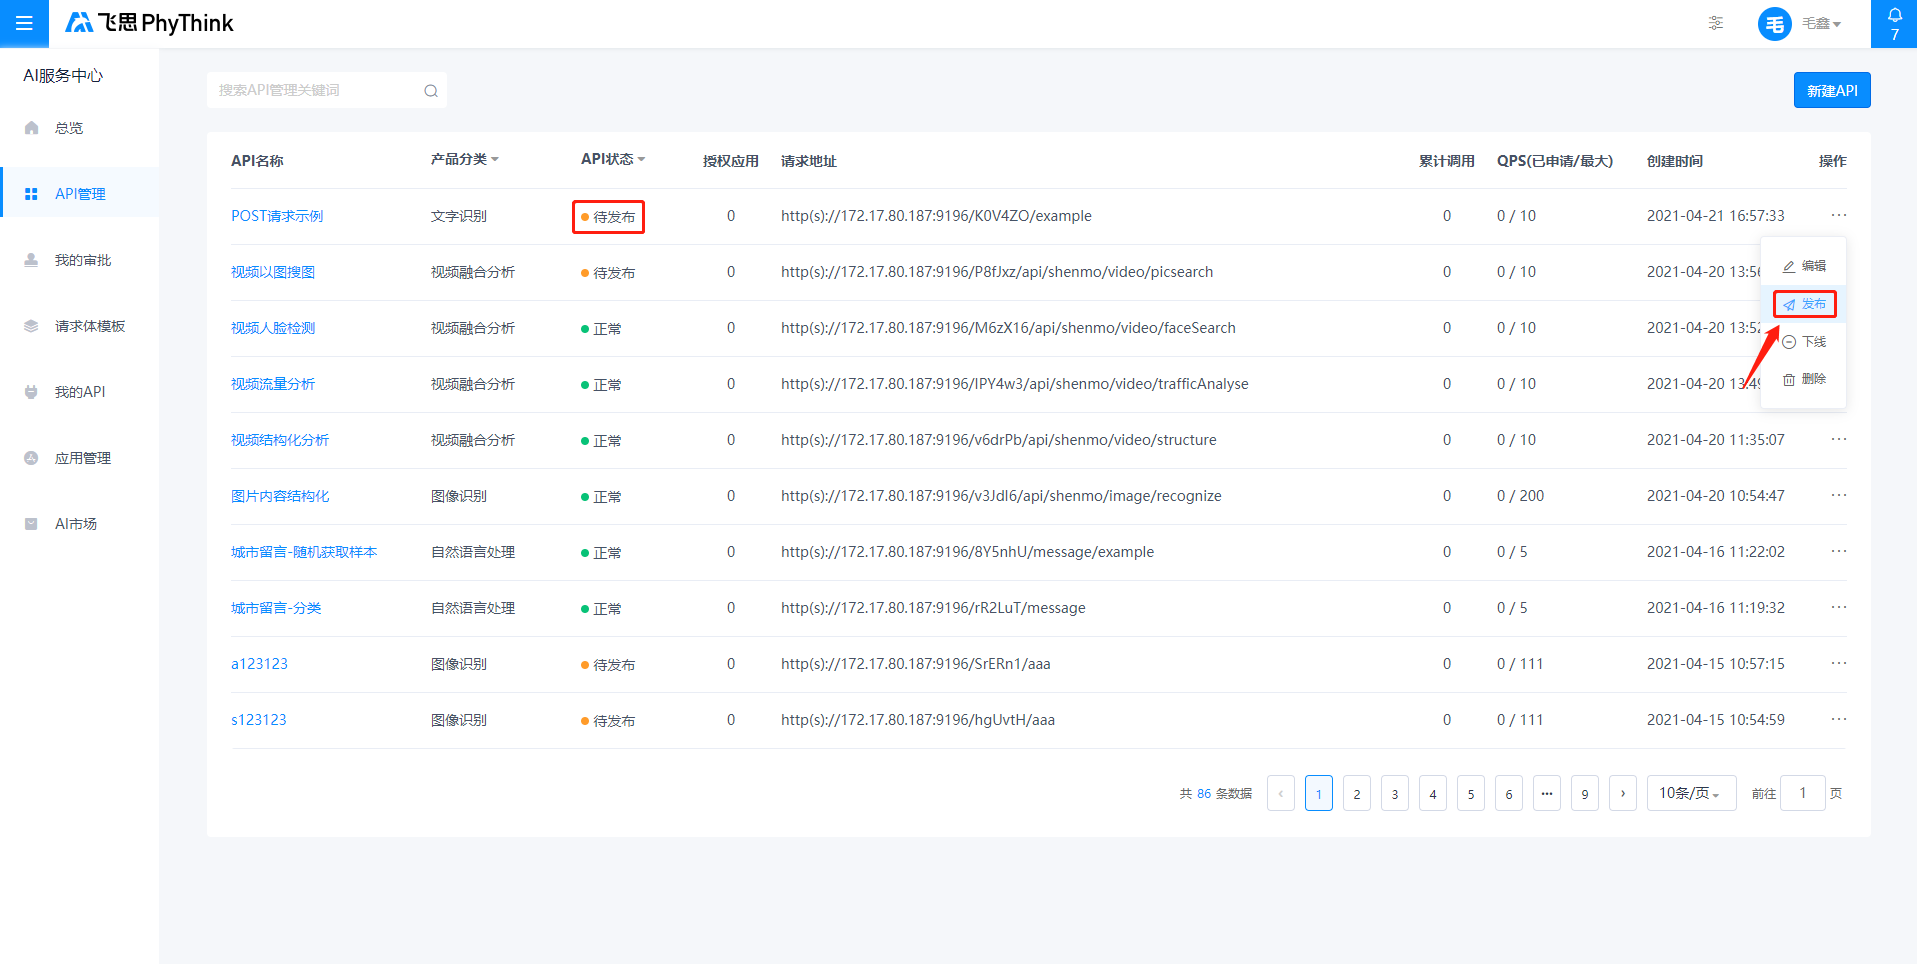 飞思 PhyThink
毛 毛鑫
7
AI服务中心
总览
API管理
我的审批
请求体模板
我的API
应用管理
AI市场
搜索API管理关键词
新建API
API名称 产品分类 API状态 授权应用 请求地址 累计调用 QPS(已申请/最大) 创建时间 操作
POST请求示例 文字识别 待发布 0 http(s)://172.17.80.187:9196/K0V4ZO/example 0 0 / 10 2021-04-21 16:57:33 ...
视频以图搜图 视频融合分析 待发布 0 http(s)://172.17.80.187:9196/P8fJxz/api/shenmo/video/picsearch 0 0 / 10 2021-04-20 13:56
视频人脸检测 视频融合分析 正常 0 http(s)://172.17.80.187:9196/M6zX16/api/shenmo/video/faceSearch 0 0 / 10 2021-04-20 13:52
视频流量分析 视频融合分析 正常 0 http(s)://172.17.80.187:9196/IPY4w3/api/shenmo/video/trafficAnalyse 0 0 / 10 2021-04-20 13:49
编辑
发布
下线
删除
视频结构化分析 视频融合分析 正常 0 http(s)://172.17.80.187:9196/v6drPb/api/shenmo/video/structure 0 0 / 10 2021-04-20 11:35:07 ...
图片内容结构化 图像识别 正常 0 http(s)://172.17.80.187:9196/v3JdI6/api/shenmo/image/recognize 0 0 / 200 2021-04-20 10:54:47 ...
城市留言-随机获取样本 自然语言处理 正常 0 http(s)://172.17.80.187:9196/8Y5nhU/message/example 0 0 / 5 2021-04-16 11:22:02 ...
城市留言-分类 自然语言处理 正常 0 http(s)://172.17.80.187:9196/rR2LuT/message 0 0 / 5 2021-04-16 11:19:32 ...
a123123 图像识别 待发布 0 http(s)://172.17.80.187:9196/SrERn1/aaa 0 0 / 111 2021-04-15 10:57:15 ...
s123123 图像识别 待发布 0 http(s)://172.17.80.187:9196/hgUvtH/aaa 0 0 / 111 2021-04-15 10:54:59 ...
共 86 条数据 ‹ 1 2 3 4 5 6 ••• 9 › 10条/页 前往 1 页